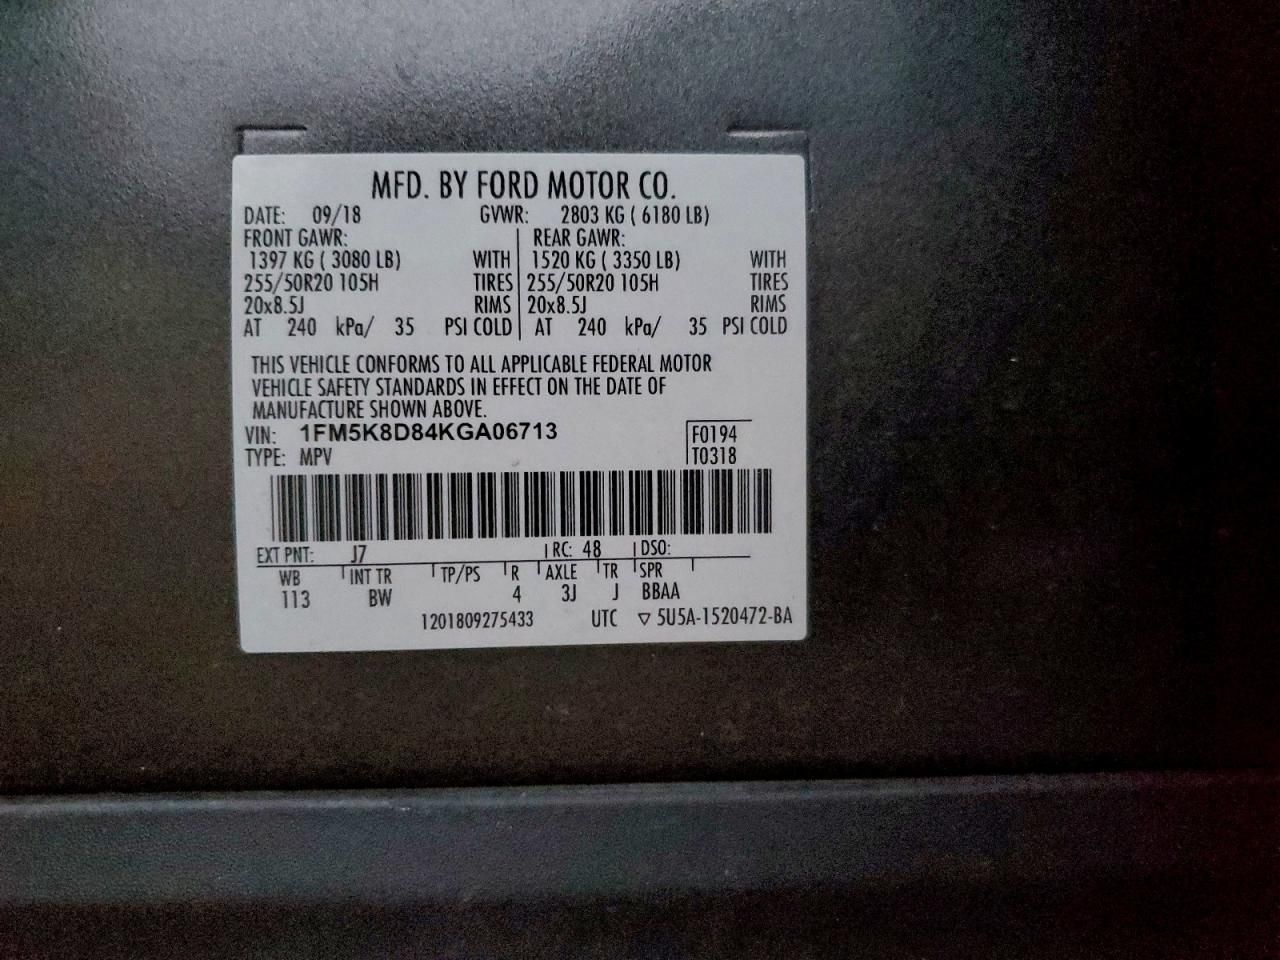 MFD. BY FORD MOTOR CO.
DATE: 09/18 GVWR: 2803 KG ( 6180 LB)
FRONT GAWR: REAR GAWR:
1397 KG ( 3080 LB) WITH 1520 KG ( 3350 LB) WITH
255/50R20 105H TIRES 255/50R20 105H TIRES
20x8.5J RIMS 20x8.5J RIMS
AT 240 kPa/ 35 PSI COLD AT 240 kPa/ 35 PSI COLD
THIS VEHICLE CONFORMS TO ALL APPLICABLE FEDERAL MOTOR
VEHICLE SAFETY STANDARDS IN EFFECT ON THE DATE OF
MANUFACTURE SHOWN ABOVE.
VIN: 1FM5K8D84KGA06713 F0194
TYPE: MPV T0318
EXT PNT: J7 RC: 48 DSO:
WB INT TR TP/PS R AXLE TR SPR
113 BW 4 3J J BBAA
1201809275433 UTC ▽ 5U5A-1520472-BA